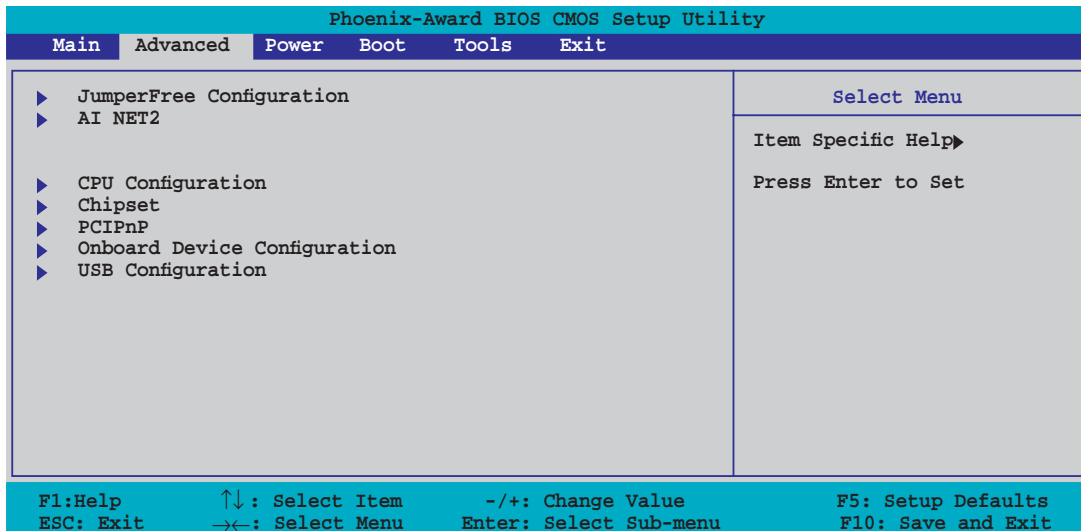 Phoenix-Award BIOS CMOS Setup Utility
Main Advanced Power Boot Tools Exit
JumperFree Configuration
AI NET2
CPU Configuration
Chipset
PCIPnP
Onboard Device Configuration
USB Configuration
Select Menu
Item Specific Help
Press Enter to Set
F1:Help ↑↓: Select Item -/+: Change Value F5: Setup Defaults
ESC: Exit →←: Select Menu Enter: Select Sub-menu F10: Save and Exit